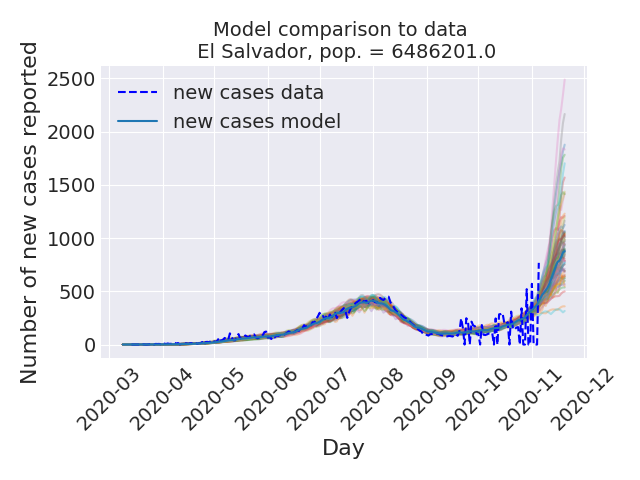 Model comparison to data
El Salvador, pop. = 6486201.0
Number of new cases reported
2500
2000
1500
1000
500
0
new cases data
new cases model
2020-03
2020-04
2020-05
2020-06
2020-07
2020-08
2020-09
2020-10
2020-11
2020-12
Day